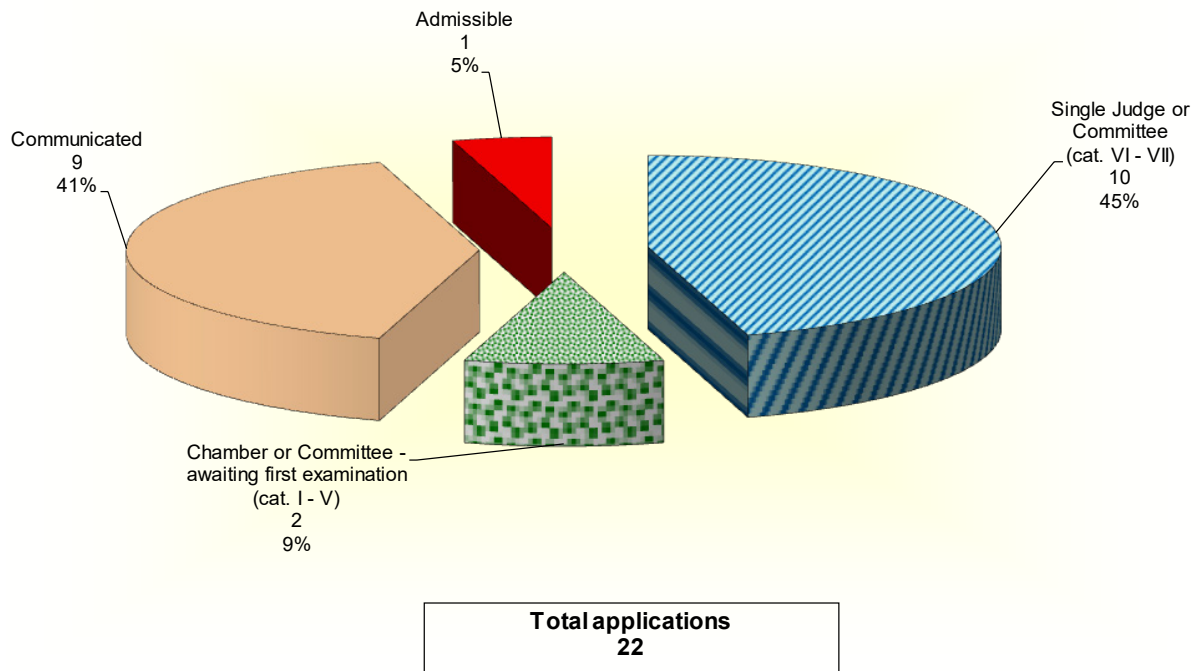 Admissible
1
5%
Communicated
9
41%
Single Judge or
Committee
(cat. VI - VII)
10
45%
Chamber or Committee -
awaiting first examination
(cat. I - V)
2
9%
Total applications
22